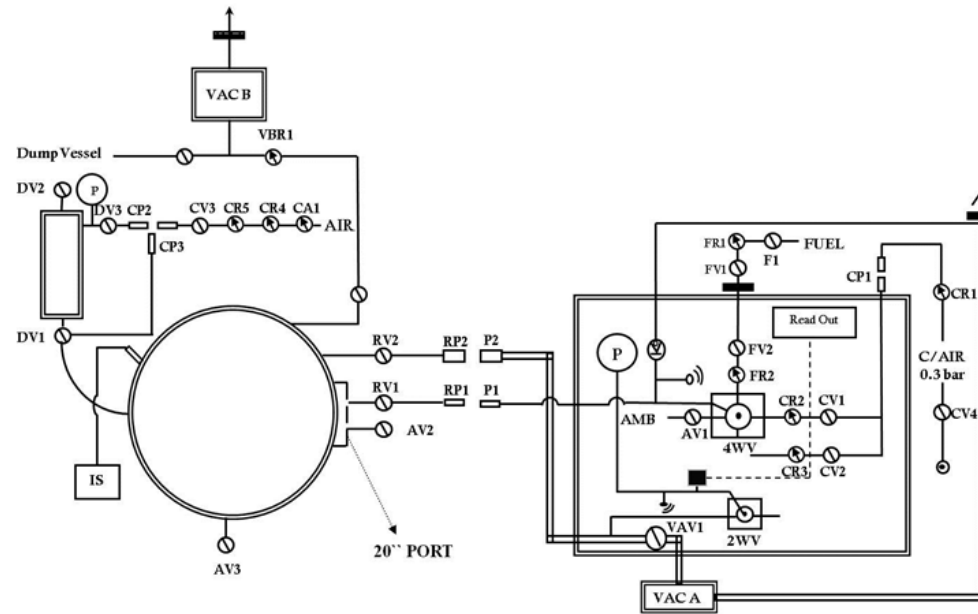 VAC B
VBR1
Dump Vessel
DV2
P
DV3
CP2
CV3
CR5
CR4
CA1
AIR
CP3
DV1
IS
AV3
RV2
RP2
P2
RV1
RP1
P1
AV2
20`` PORT
FR1
F1
FUEL
FV1
CP1
CR1
Read Out
P
FV2
C/AIR
0.3 bar
FR2
AMB
AV1
4WV
CR2
CV1
CV4
CR3
CV2
VAV1
2WV
VAC A